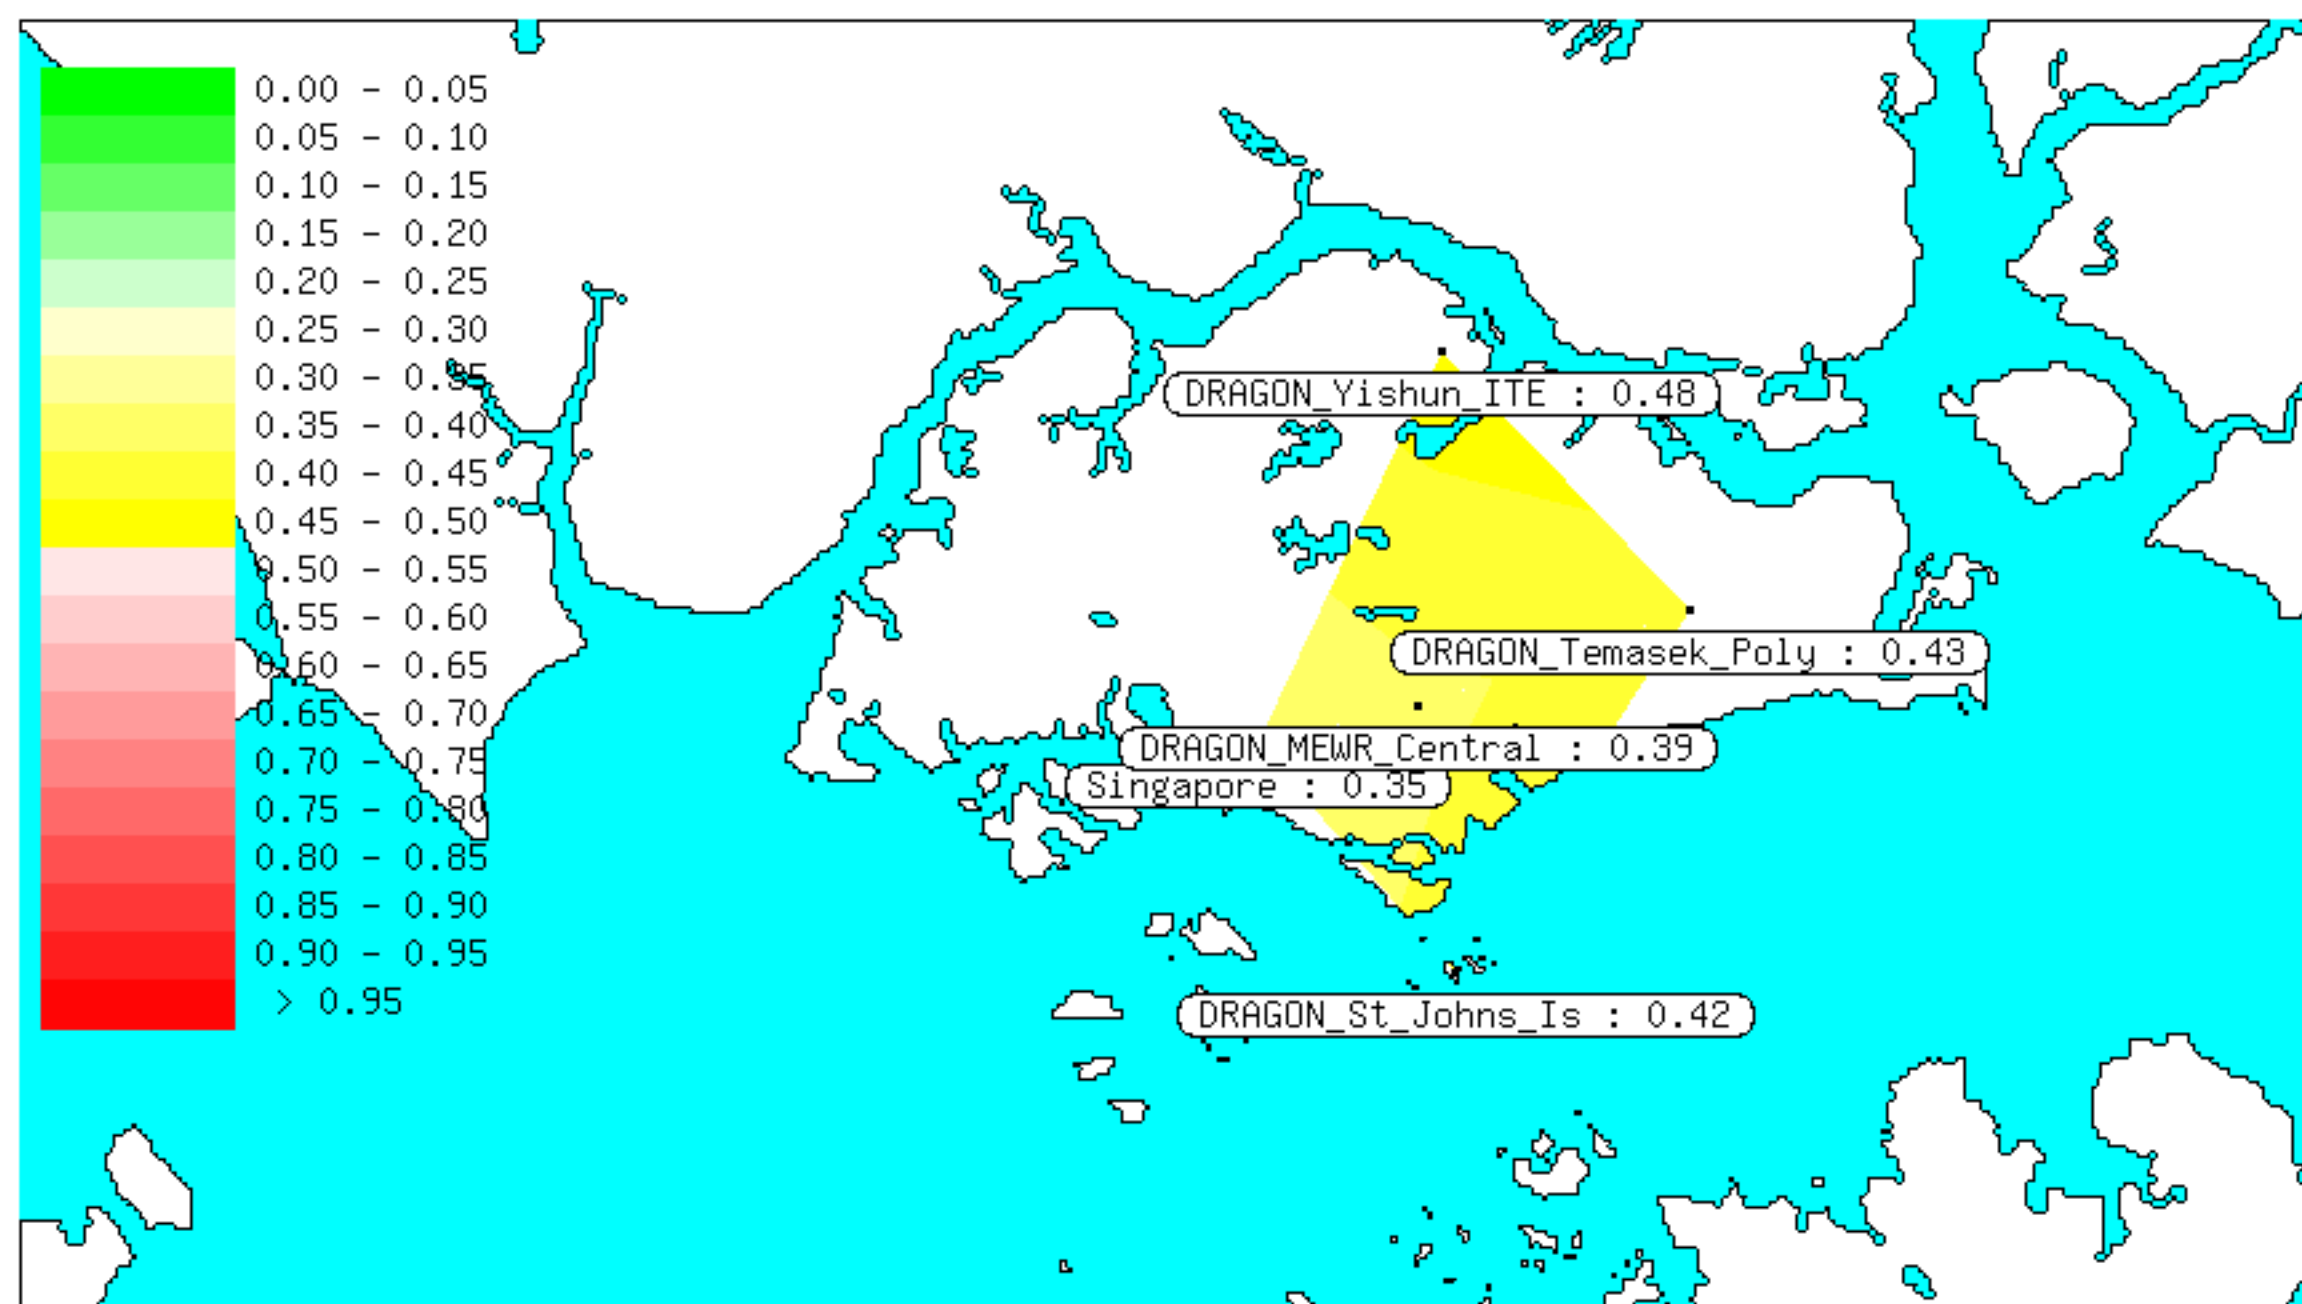 0.00 - 0.05
0.05 - 0.10
0.10 - 0.15
0.15 - 0.20
0.20 - 0.25
0.25 - 0.30
0.30 - 0.35
0.35 - 0.40
0.40 - 0.45
0.45 - 0.50
0.50 - 0.55
0.55 - 0.60
0.60 - 0.65
0.65 - 0.70
0.70 - 0.75
0.75 - 0.80
0.80 - 0.85
0.85 - 0.90
0.90 - 0.95
> 0.95
DRAGON_Yishun_ITE : 0.48
DRAGON_Temasek_Poly : 0.43
DRAGON_MEWR_Central : 0.39
Singapore : 0.35
DRAGON_St_Johns_Is : 0.42